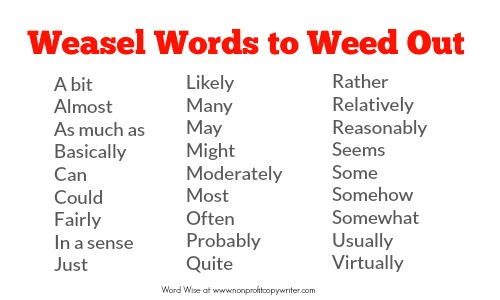 Weasel Words to Weed Out
A bit
Almost
As much as
Basically
Can
Could
Fairly
In a sense
Just
Likely
Many
May
Might
Moderately
Most
Often
Probably
Quite
Rather
Relatively
Reasonably
Seems
Some
Somehow
Somewhat
Usually
Virtually
Word Wise at www.nonprofitcopywriter.com